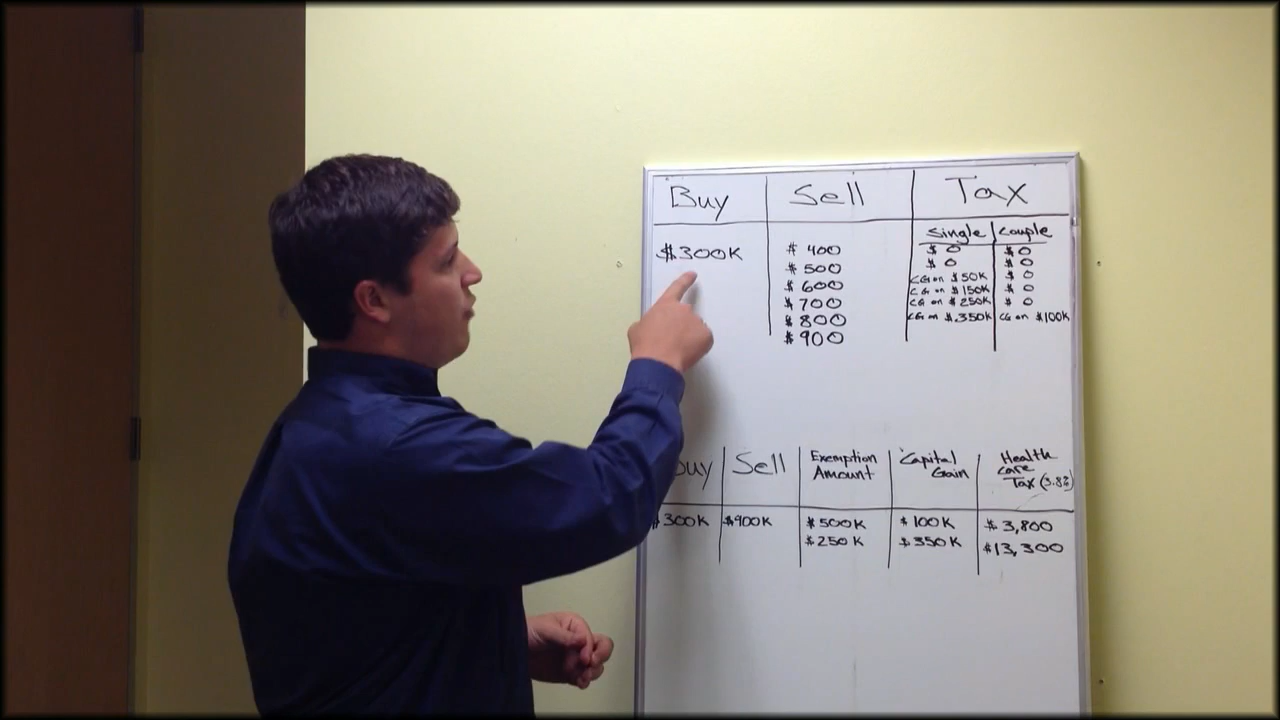 Buy Sell Tax
Single Couple
$300K $400 $0 $0
$500 $0 $0
$600 CG on $50K $0
$700 CG on $150K $0
$800 CG on $250K $0
$900 CG on $350K CG on $100K
Buy Sell Exemption Amount Capital Gain Health Care Tax (3.8%)
$300K $900K $500K $100K $3,800
$250K $350K $13,300